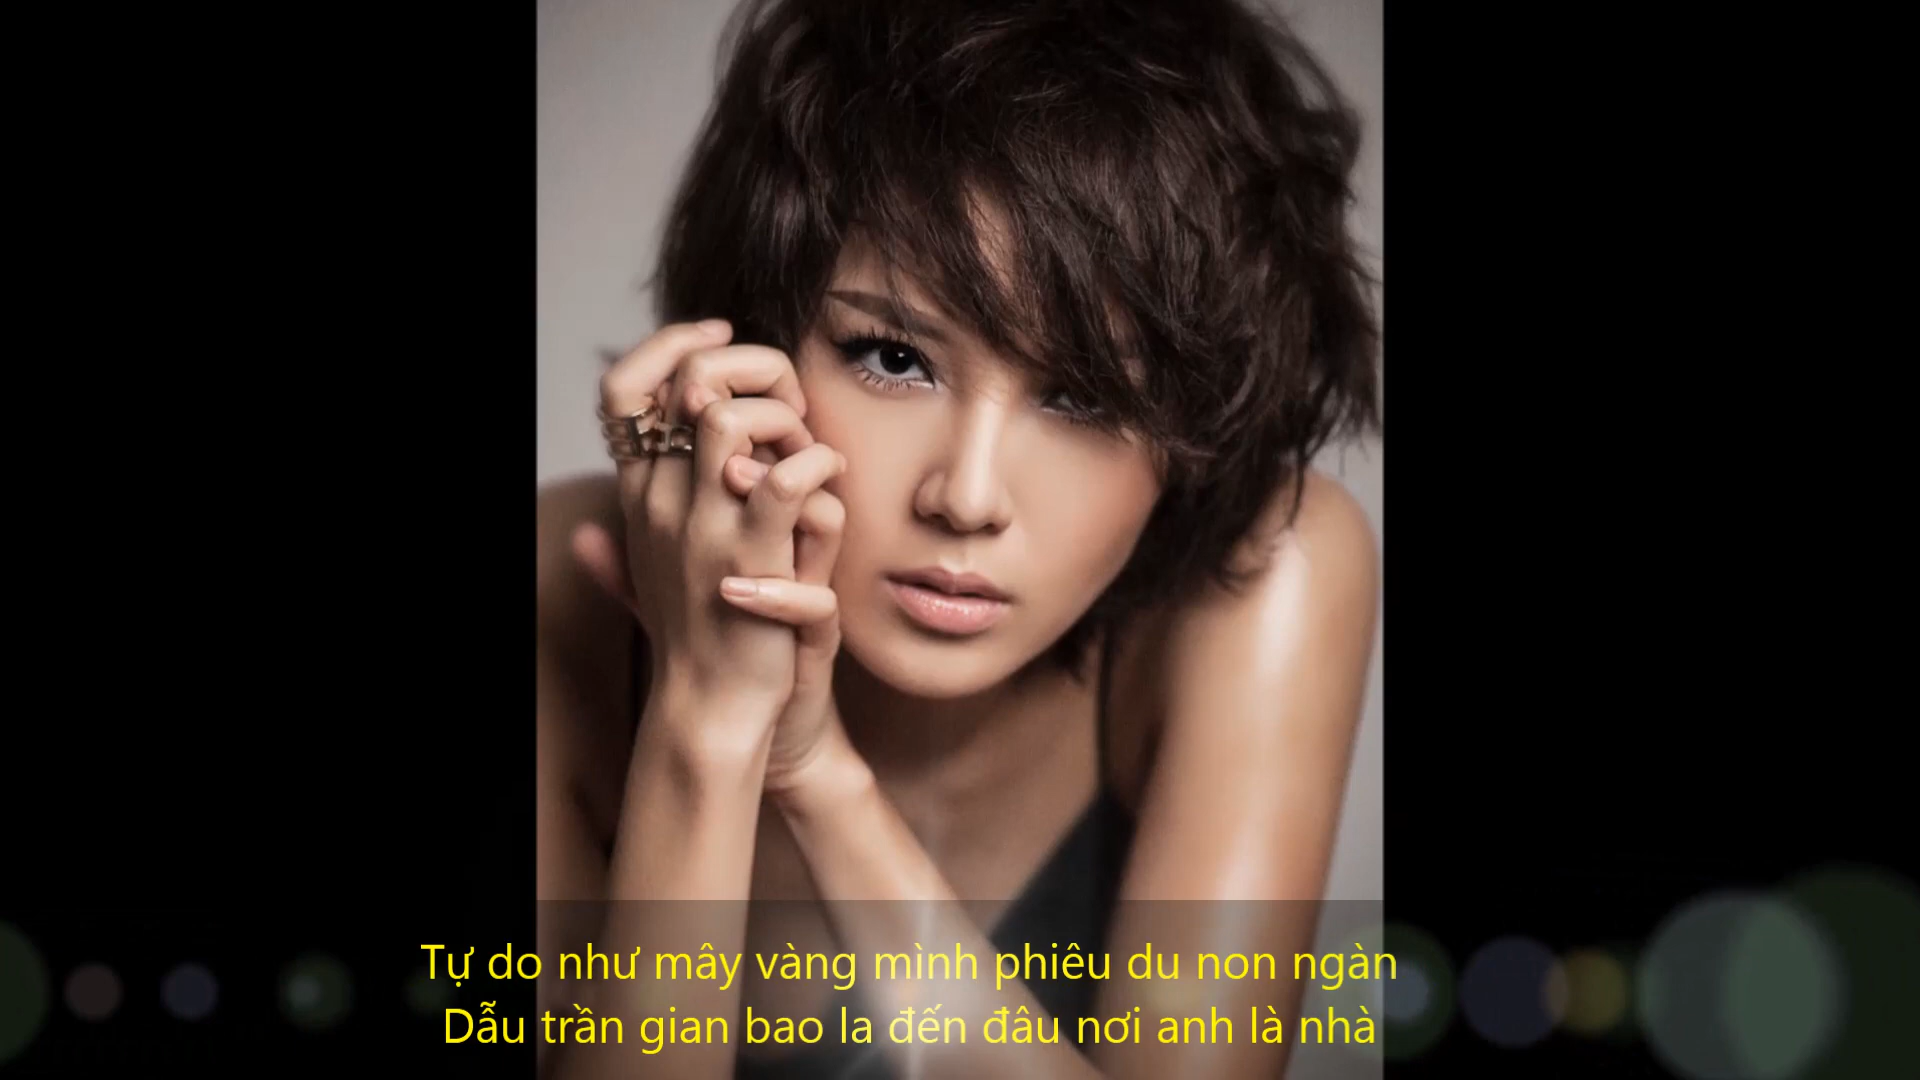 Tự do như mây vàng mình phiêu du non ngàn
Dẫu trần gian bao la đến đâu nơi anh là nhà